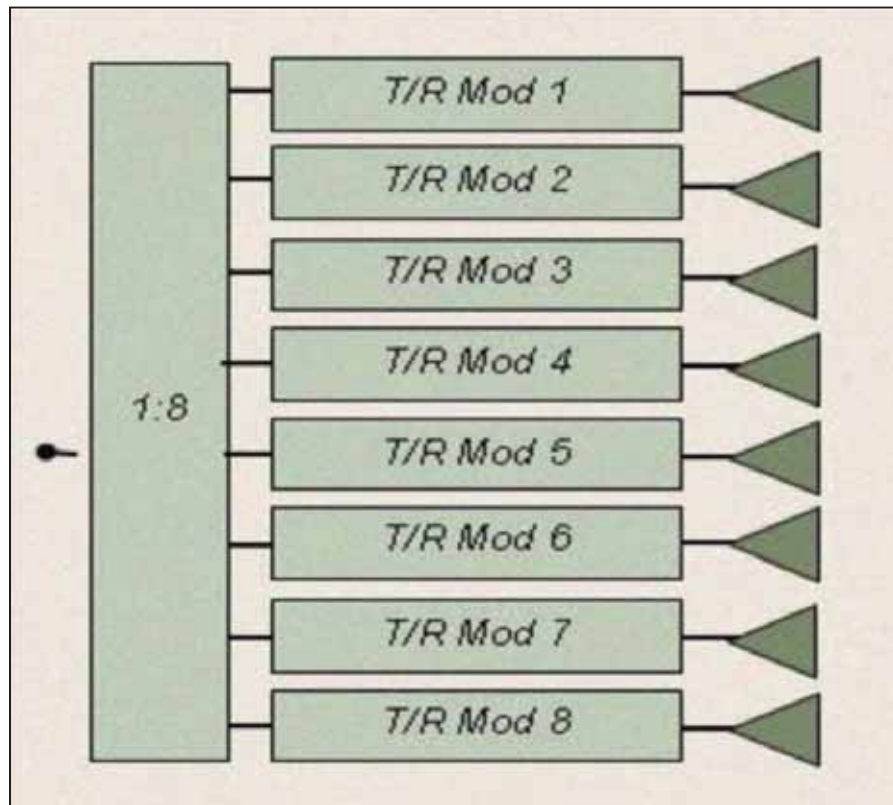 T/R Mod 1
T/R Mod 2
T/R Mod 3
T/R Mod 4
1:8
T/R Mod 5
T/R Mod 6
T/R Mod 7
T/R Mod 8